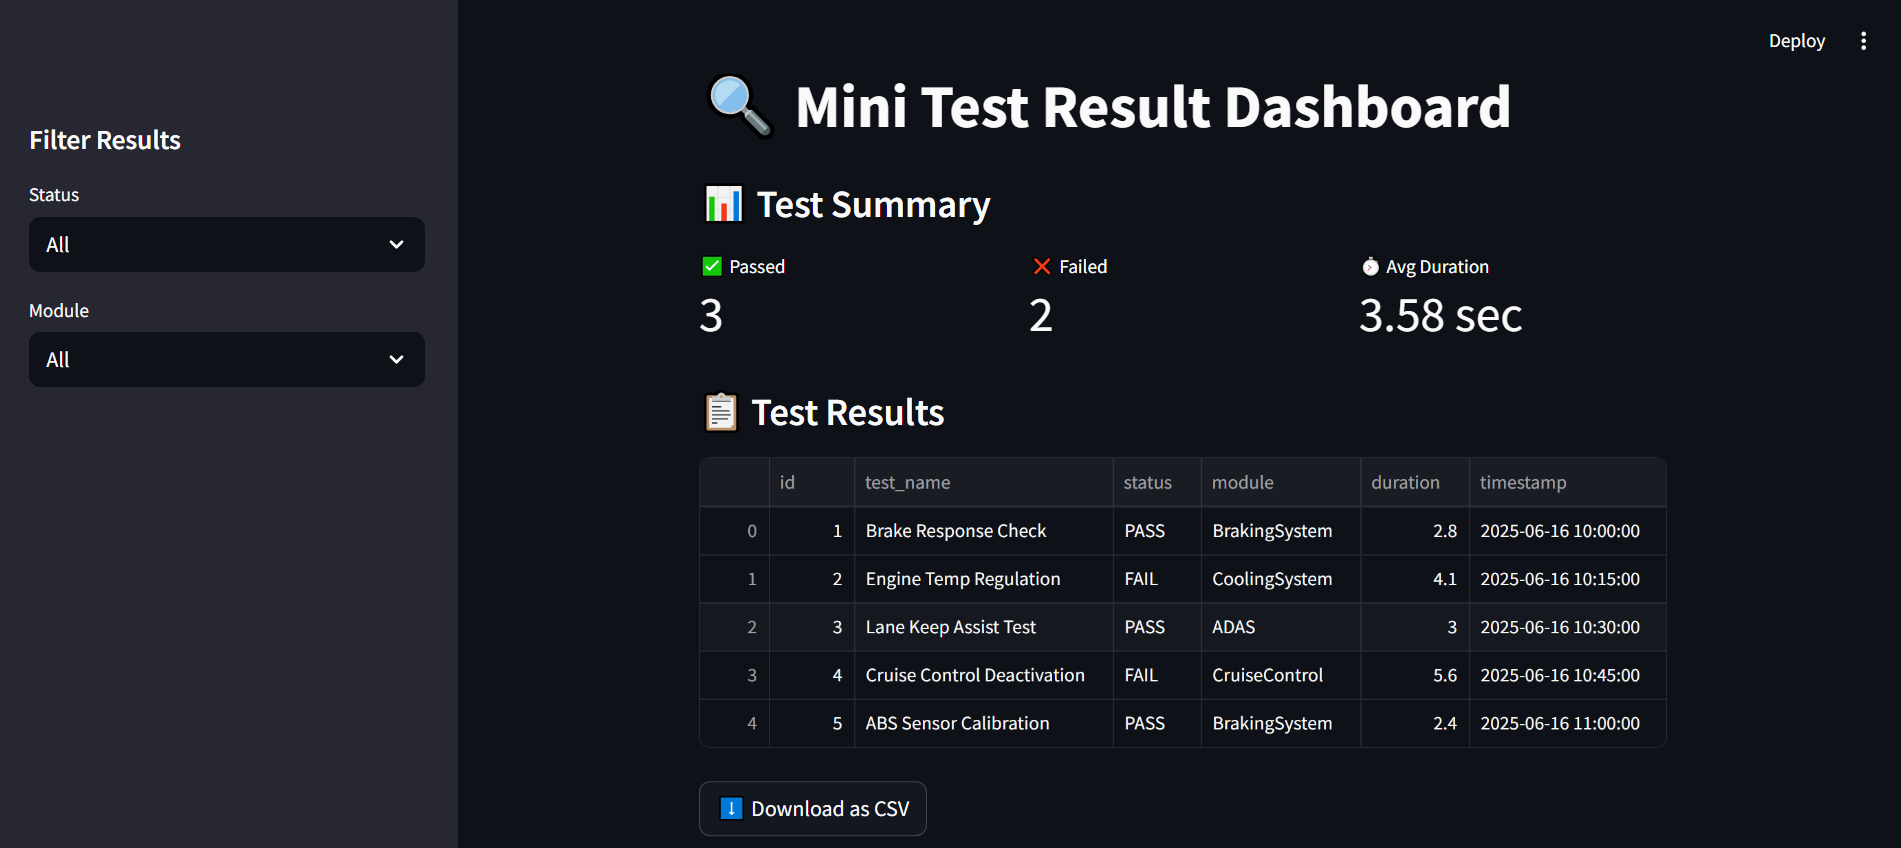 Deploy
Filter Results
Status
All
Module
All
Mini Test Result Dashboard
Test Summary
Passed
3
Failed
2
Avg Duration
3.58 sec
Test Results
id test_name status module duration timestamp
0 1 Brake Response Check PASS BrakingSystem 2.8 2025-06-16 10:00:00
1 2 Engine Temp Regulation FAIL CoolingSystem 4.1 2025-06-16 10:15:00
2 3 Lane Keep Assist Test PASS ADAS 3 2025-06-16 10:30:00
3 4 Cruise Control Deactivation FAIL CruiseControl 5.6 2025-06-16 10:45:00
4 5 ABS Sensor Calibration PASS BrakingSystem 2.4 2025-06-16 11:00:00
Download as CSV